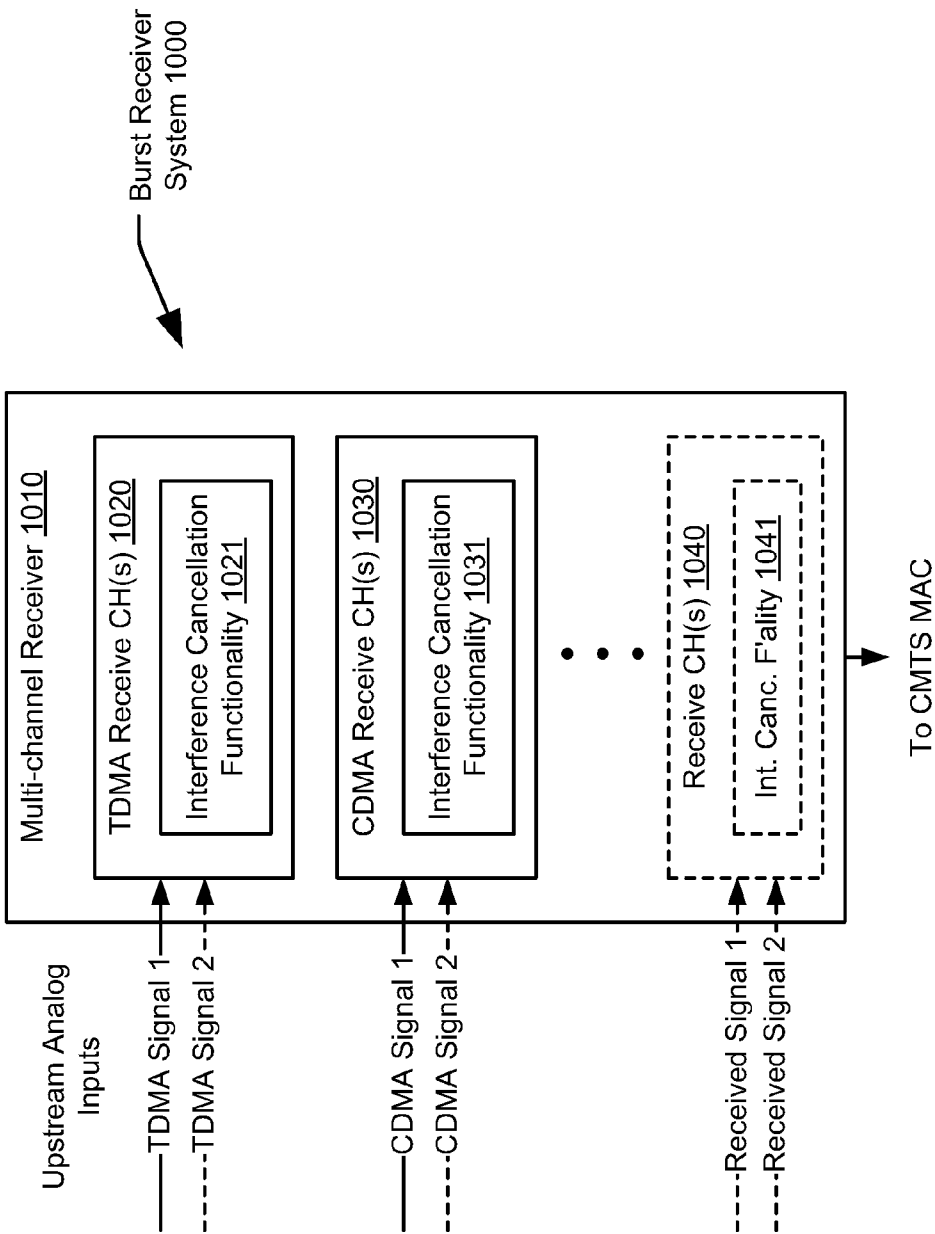 Burst Receiver
System 1000
Multi-channel Receiver 1010
Upstream Analog
Inputs
TDMA Signal 1
TDMA Signal 2
TDMA Receive CH(s) 1020
Interference Cancellation
Functionality 1021
CDMA Signal 1
CDMA Signal 2
CDMA Receive CH(s) 1030
Interference Cancellation
Functionality 1031
Received Signal 1
Received Signal 2
Receive CH(s) 1040
Int. Canc. F'ality 1041
To CMTS MAC